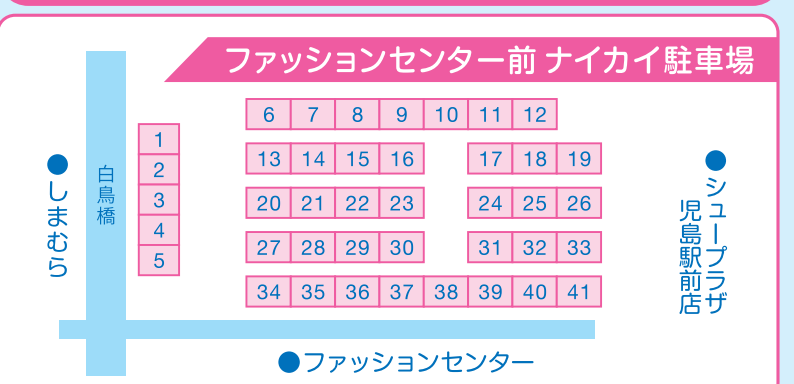 ファッションセンター前 ナイカイ駐車場
6 7 8 9 10 11 12
1
2
3
4
5
13 14 15 16 17 18 19
20 21 22 23 24 25 26
27 28 29 30 31 32 33
34 35 36 37 38 39 40 41
●しまむら
白鳥橋
●シュープラザ
児島駅前店
●ファッションセンター